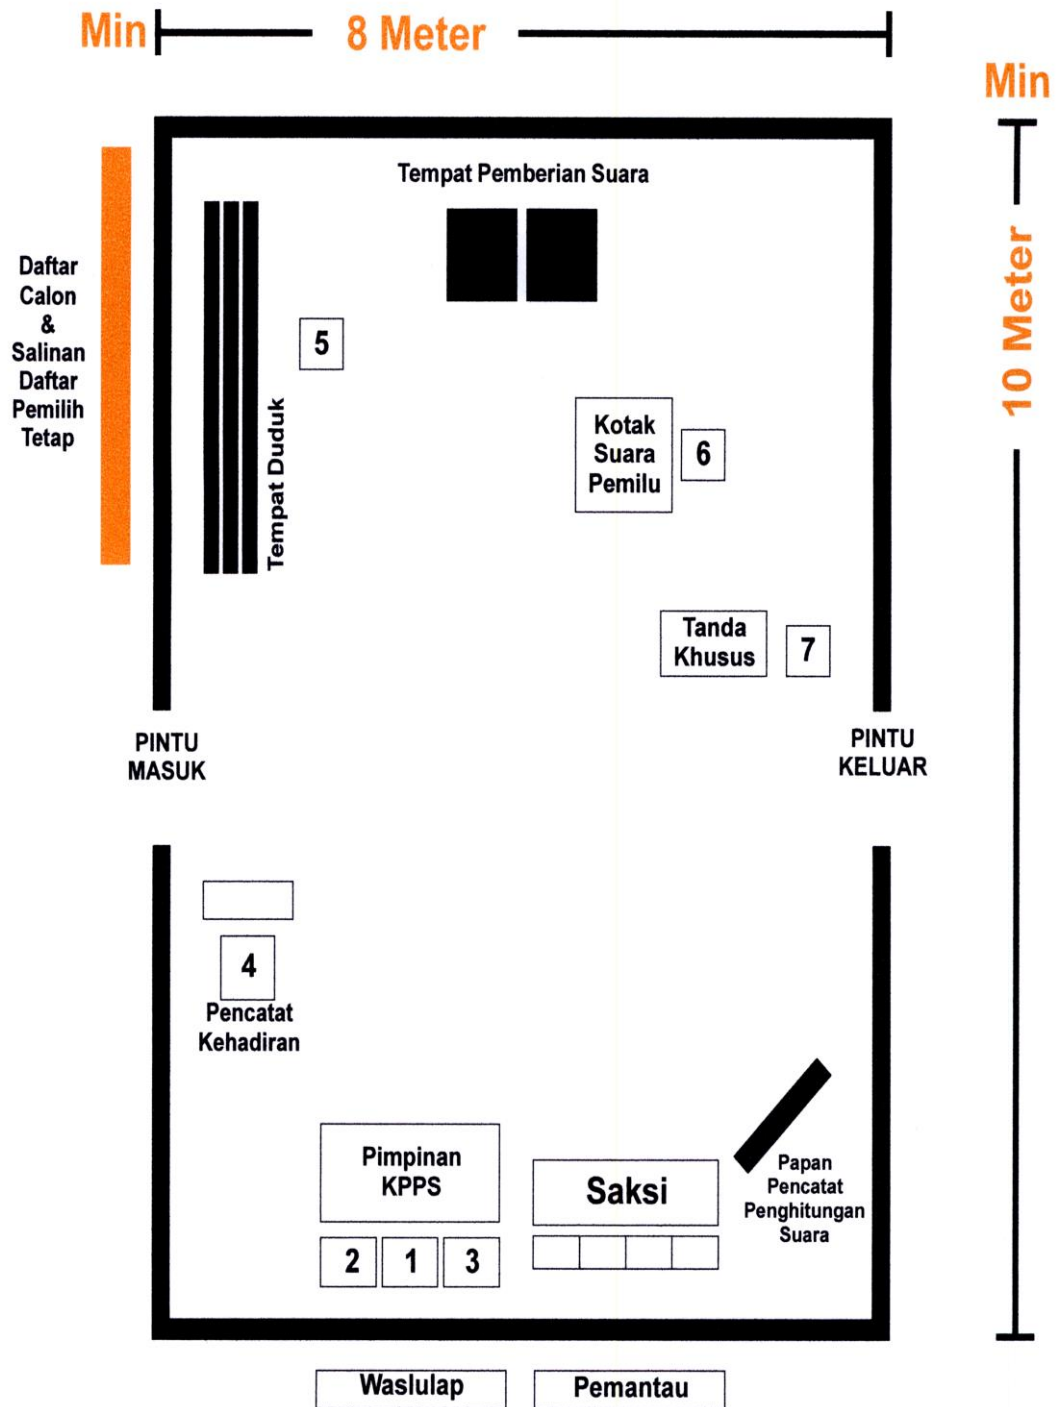 Min
8 Meter
Min
10 Meter
Tempat Pemberian Suara
Daftar
Calon
&
Salinan
Daftar
Pemilih
Tetap
Tempat Duduk
5
Kotak
Suara
Pemilu
6
Tanda
Khusus
7
PINTU
MASUK
PINTU
KELUAR
4
Pencatat
Kehadiran
Pimpinan
KPPS
2
1
3
Saksi
Papan
Pencatat
Penghitungan
Suara
Waslulap
Pemantau